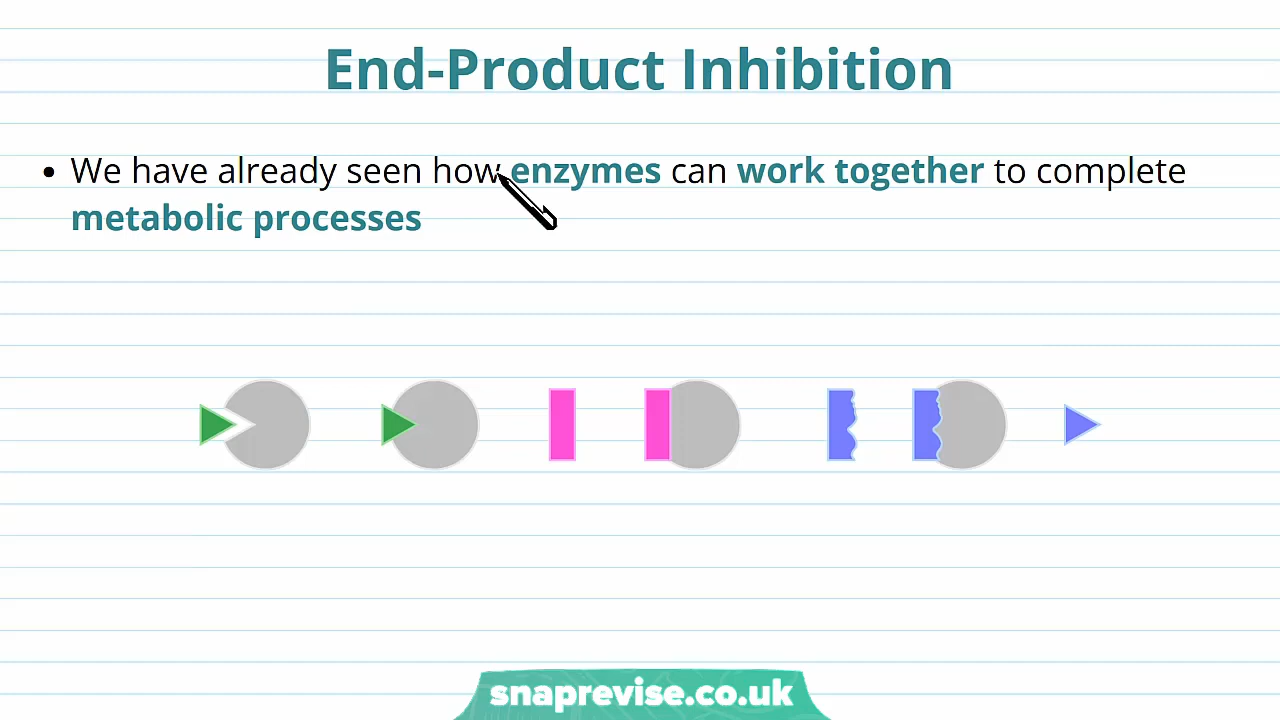 End-Product Inhibition
• We have already seen how enzymes can work together to complete
metabolic processes
snaprevise.co.uk